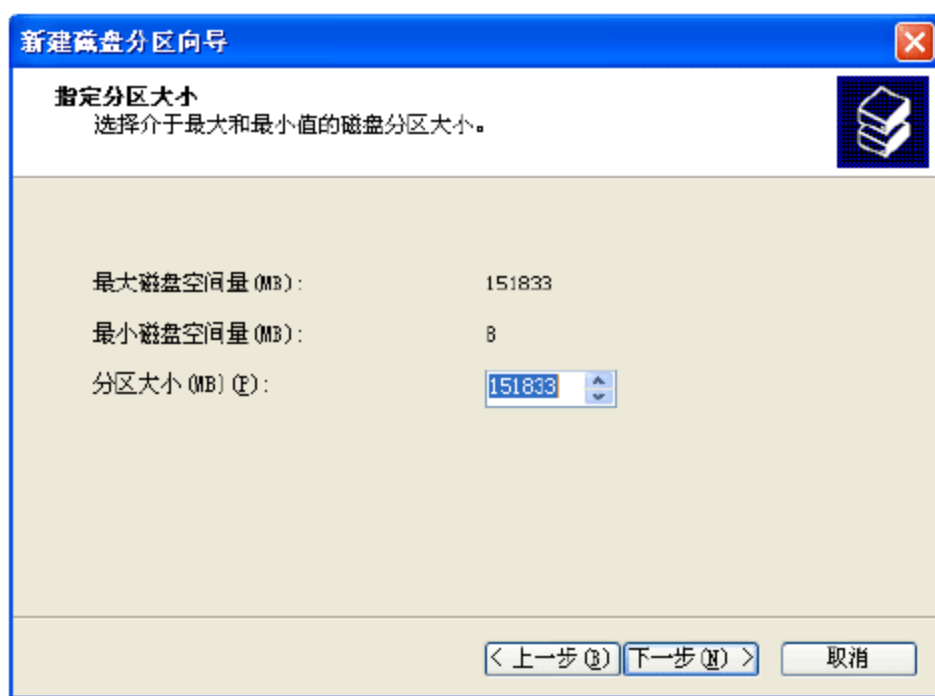 新建磁盘分区向导
指定分区大小
选择介于最大和最小值的磁盘分区大小。
最大磁盘空间量(MB): 151833
最小磁盘空间量(MB): 8
分区大小(MB)(P): 151833
< 上一步(B) 下一步(N) > 取消